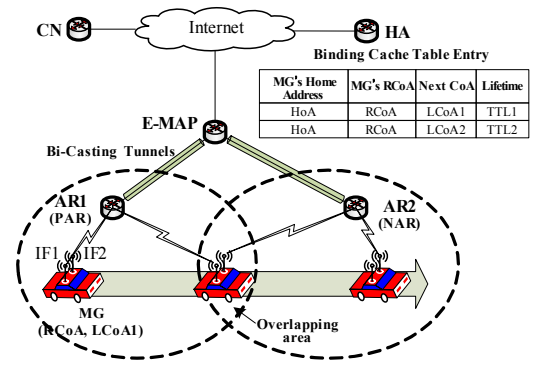 CN
Internet
HA
Binding Cache Table Entry
MG's Home Address
MG's RCoA
Next CoA
Lifetime
HoA
RCoA
LCoA1
TTL1
HoA
RCoA
LCoA2
TTL2
E-MAP
Bi-Casting Tunnels
AR1
(PAR)
AR2
(NAR)
IF1
IF2
MG
(RCoA, LCoA1)
Overlapping
area